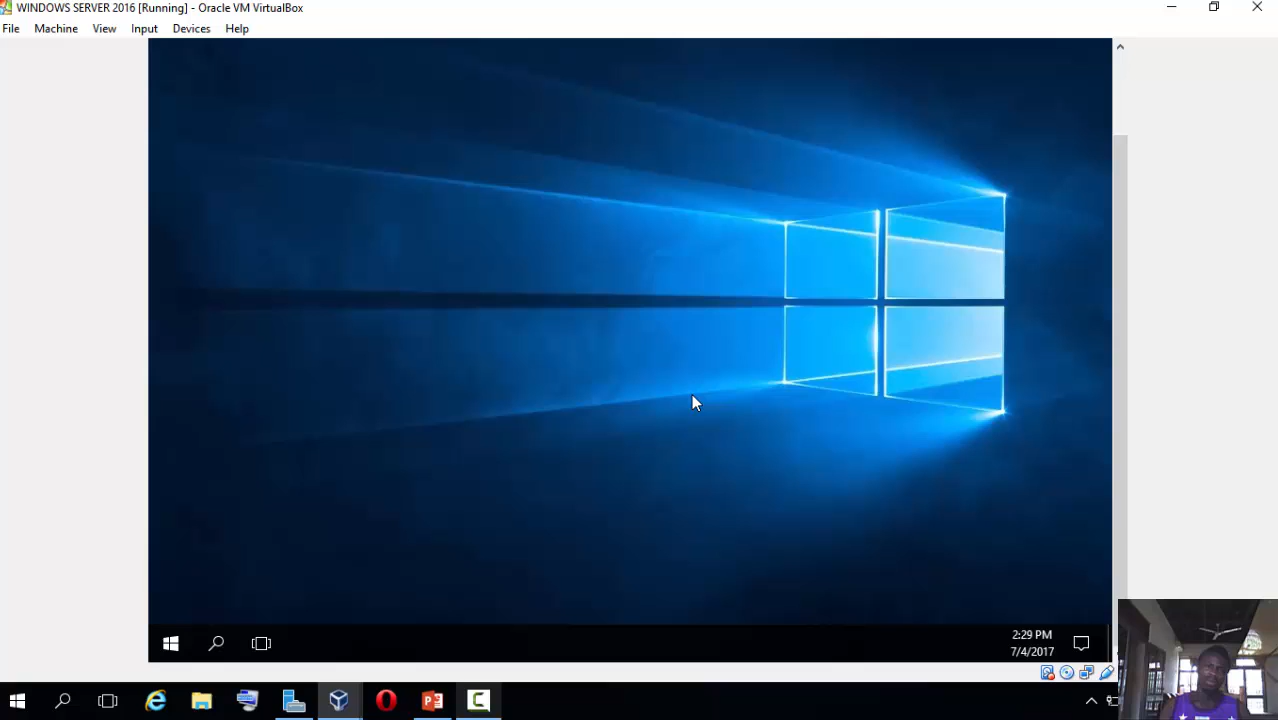 WINDOWS SERVER 2016 [Running] - Oracle VM VirtualBox
File Machine View Input Devices Help
2:29 PM
7/4/2017